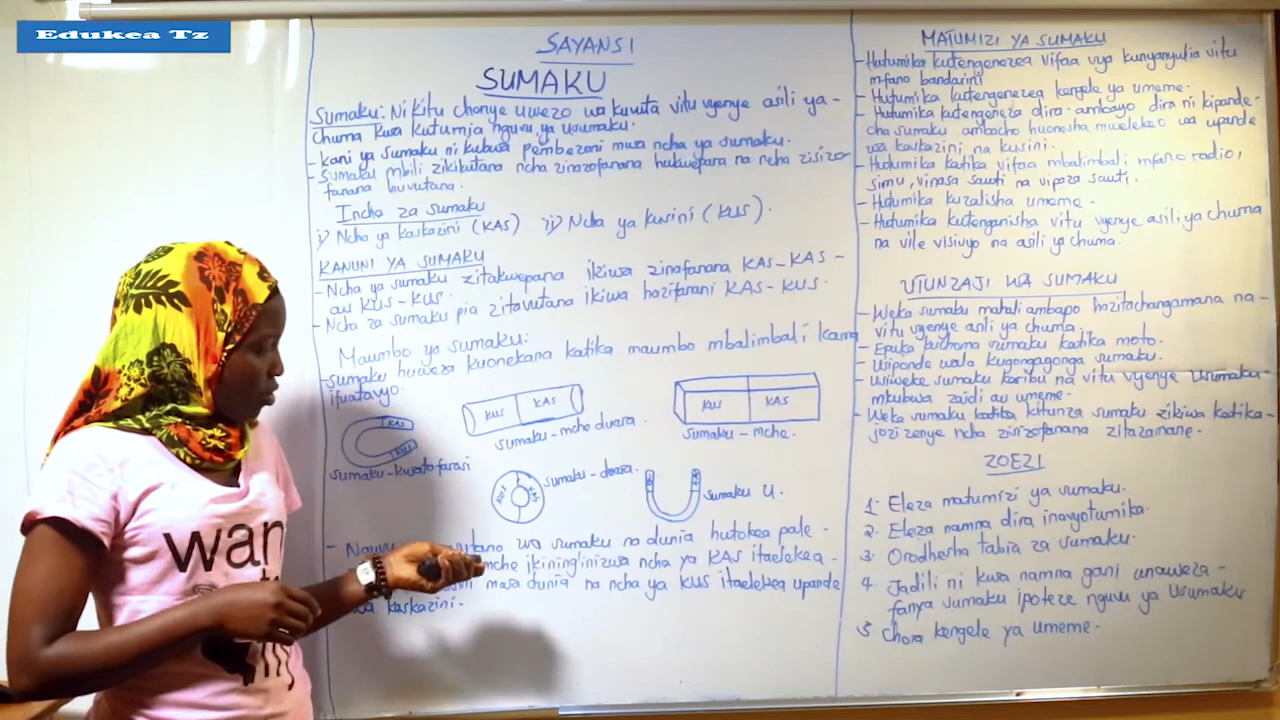 Edukea Tz
SAYANSI
SUMAKU
Sumaku: Ni kitu chenye uwezo wa kuvuta vitu vyenye asili ya -
chuma kwa kutumia nguvu ya usumaku.
- Kani ya sumaku ni kubwa pembezoni mwa ncha ya sumaku.
- Sumaku mbili zikikutana ncha zinazofanana hukwepana na ncha zisizo
fanana huvutana.
Incha za sumaku
i) Ncha ya kaskazini (KAS) ii) Ncha ya kusini (KUS).
KANUNI YA SUMAKU
- Ncha ya sumaku zitakwepana ikiwa zinafanana KAS-KAS -
au KUS-KUS.
- Ncha za sumaku pia zitavutana ikiwa hazifanani KAS-KUS.
Maumbo ya sumaku:
- Sumaku huweza kuonekana katika maumbo mbalimbali kama
ifuatavyo.
KAS
KUS
sumaku-kwato farasi
KUS KAS
sumaku-mche duara.
KUS KAS
sumaku - mche.
KUS KAS
sumaku-duara.
sumaku U.
- wa sumaku na dunia hutokea pale -
mche ikininginizwa ncha ya KAS itaelekea -
mwa dunia na ncha ya KUS itaelekea upande
wa kaskazini.
MATUMIZI YA SUMAKU
- Hutumika kutengenezea vifaa vya kunyanyulia vitu
mfano bandarini
- Hutumika kutengenezea kengele ya umeme.
- Hutumika kutengeneza dira ambayo dira ni kipande-
cha sumaku ambacho huonesha mwelekeo wa upande
wa kaskazini na kusini.
- Hutumika katika vifaa mbalimbali mfano radio,
simu, vinasa sauti na vipaza sauti.
- Hutumika kuzalisha umeme.
- Hutumika kutenganisha vitu vyenye asili ya chuma
na vile visivyo na asili ya chuma.
UTUNZAJI WA SUMAKU
- Weka sumaku mahali ambapo hazitachangamana na -
vitu vyenye asili ya chuma.
- Epuka kuchoma sumaku katika moto.
- Usiponde wala kugongagonga sumaku.
- Usiweke sumaku karibu na vitu vyenye usumaku
mkubwa zaidi au umeme.
- Weka sumaku katika kitunza sumaku zikiwa katika-
jozi zenye ncha zisizofanana zitazamane.
ZOEZI
1. Eleza matumizi ya sumaku.
2. Eleza namna dira inavyotumika.
3. Orodhesha tabia za sumaku.
4. Jadili ni kwa namna gani unaweza -
fanya sumaku ipoteze nguvu ya usumaku
5. Chora kengele ya umeme.
wan